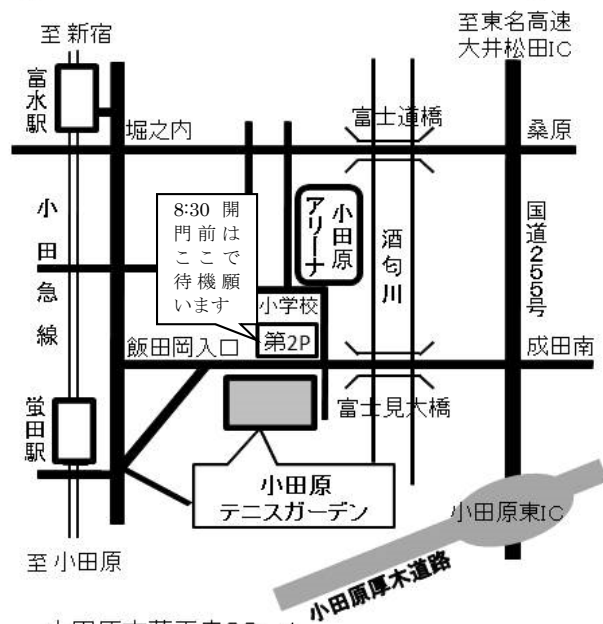 至 新宿
至東名高速
大井松田IC
富水駅
堀之内
富士道橋
桑原
8:30 開
門前は
ここで
待機願
います
小田原
アリーナ
小田急線
酒匂川
国道255号
小学校
第2P
飯田岡入口
成田南
富士見大橋
蛍田駅
小田原
テニスガーデン
小田原東IC
至 小田原
小田原厚木道路